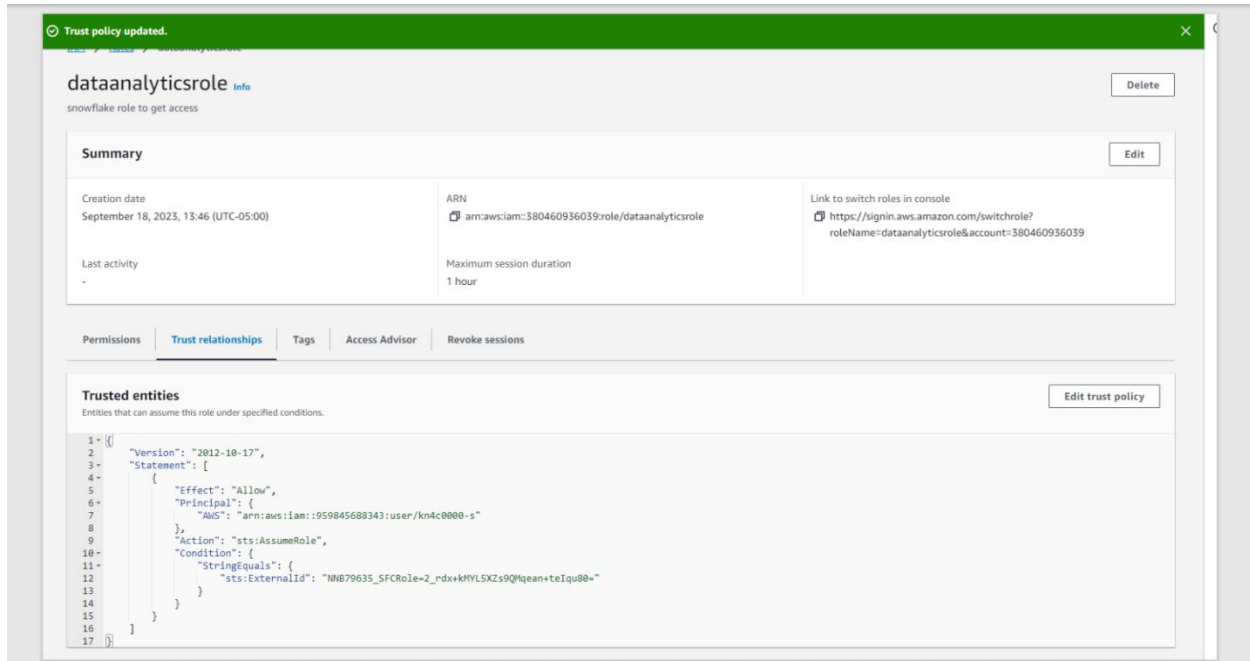 Trust policy updated.
dataanalyticsrole Info
Delete
snowflake role to get access
Summary
Edit
Creation date
September 18, 2023, 13:46 (UTC-05:00)
ARN
arn:aws:iam::380460936039:role/dataanalyticsrole
Link to switch roles in console
https://signin.aws.amazon.com/switchrole?
roleName=dataanalyticsrole&account=380460936039
Last activity
-
Maximum session duration
1 hour
Permissions
Trust relationships
Tags
Access Advisor
Revoke sessions
Trusted entities
Edit trust policy
Entities that can assume this role under specified conditions.
1 {
2 "Version": "2012-10-17",
3 "Statement": [
4 {
5 "Effect": "Allow",
6 "Principal": {
7 "AWS": "arn:aws:iam::959845688343:user/kn4c0000-s"
8 },
9 "Action": "sts:AssumeRole",
10 "Condition": {
11 "StringEquals": {
12 "sts:ExternalId": "NNB79635_SFCRole=2_rdx+kMYLSXZs9QMqean+teIqu80="
13 }
14 }
15 }
16 ]
17 }